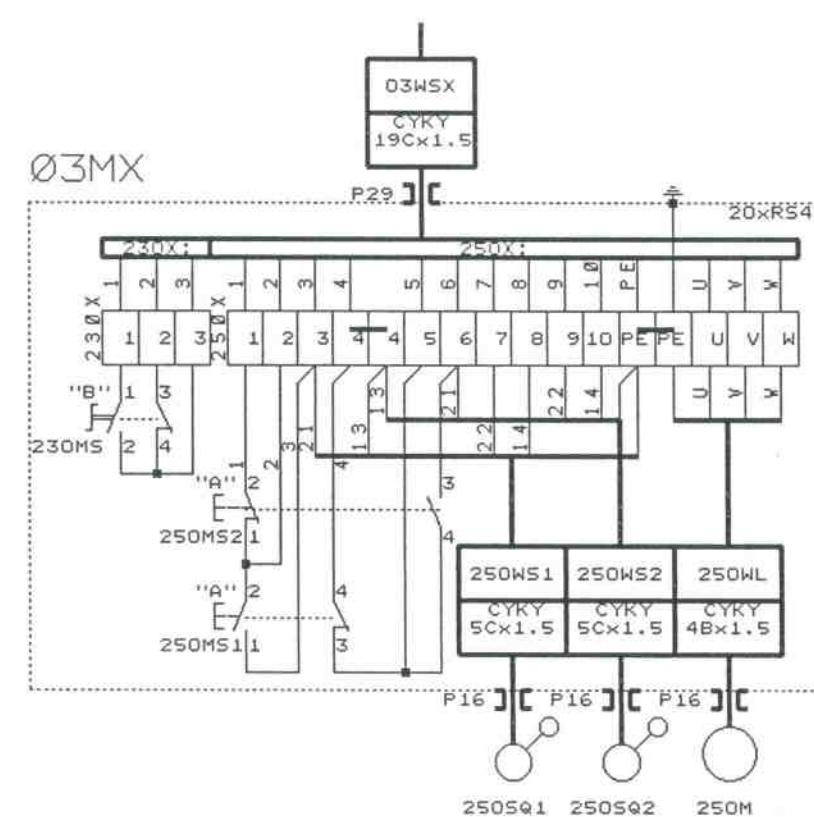 03WSX
CYKY
19Cx1.5
Ø3MX
P29
20xRS4
230X: 250X:
1 2 3 1 2 3 4 5 6 7 8 9 10 PE U V W
230X 1 2 3 250X 1 2 3 4 4 5 6 7 8 9 10 PE PE U V W
"B" 1 3 13 21 22 14 U V W
230MS 2 4
1 2 3 21 4 13 22 14
"A" 2 3
250MS2 1 4
"A" 2 4
250MS1 1 3
250WS1 250WS2 250WL
CYKY CYKY CYKY
5Cx1.5 5Cx1.5 4Bx1.5
P16 P16 P16
250SQ1 250SQ2 250M